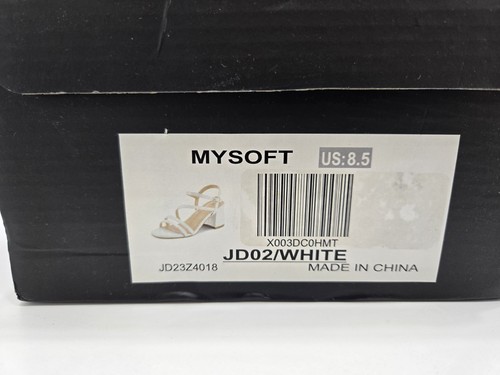 MYSOFT US:8.5
X003DC0HMT
JD02/WHITE
JD23Z4018 MADE IN CHINA